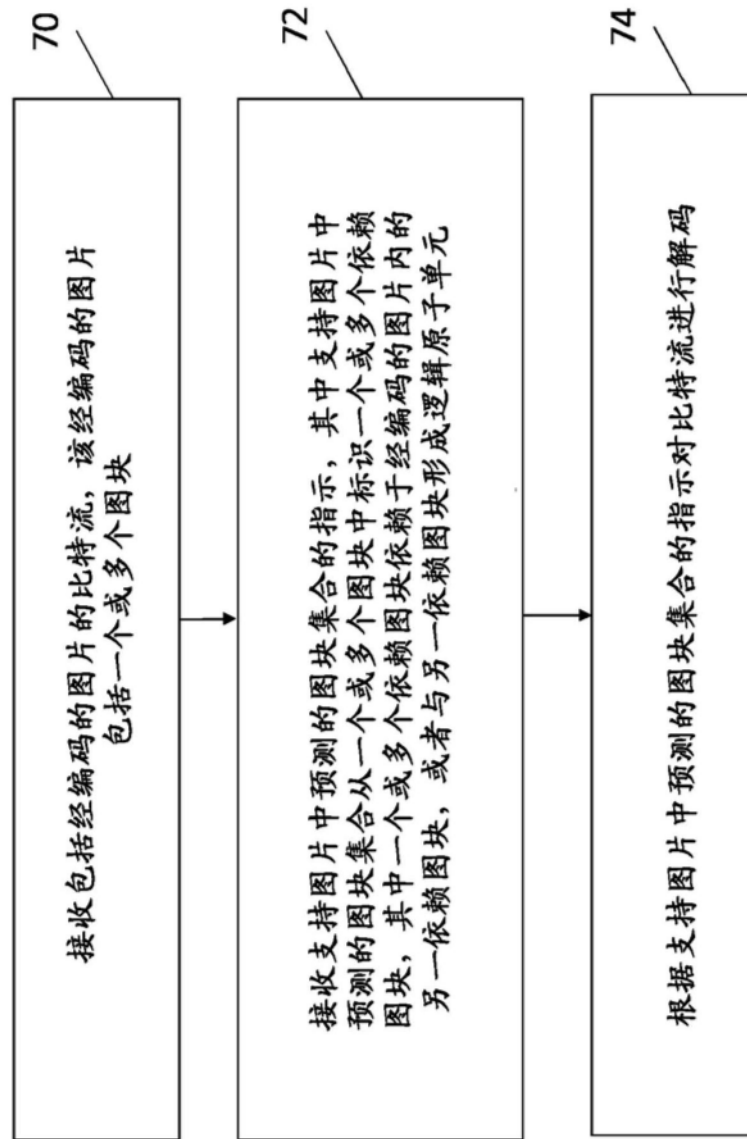 70
接收包括经编码的图片的比特流，该经编码的图片
包括一个或多个图块
72
接收支持图片中预测的图块集合的指示，其中支持图片中
预测的图块集合从一个或多个图块中标识一个或多个依赖
图块，其中一个或多个依赖图块依赖于经编码的图片内的
另一依赖图块，或者与另一依赖图块形成逻辑原子单元
74
根据支持图片中预测的图块集合的指示对比特流进行解码